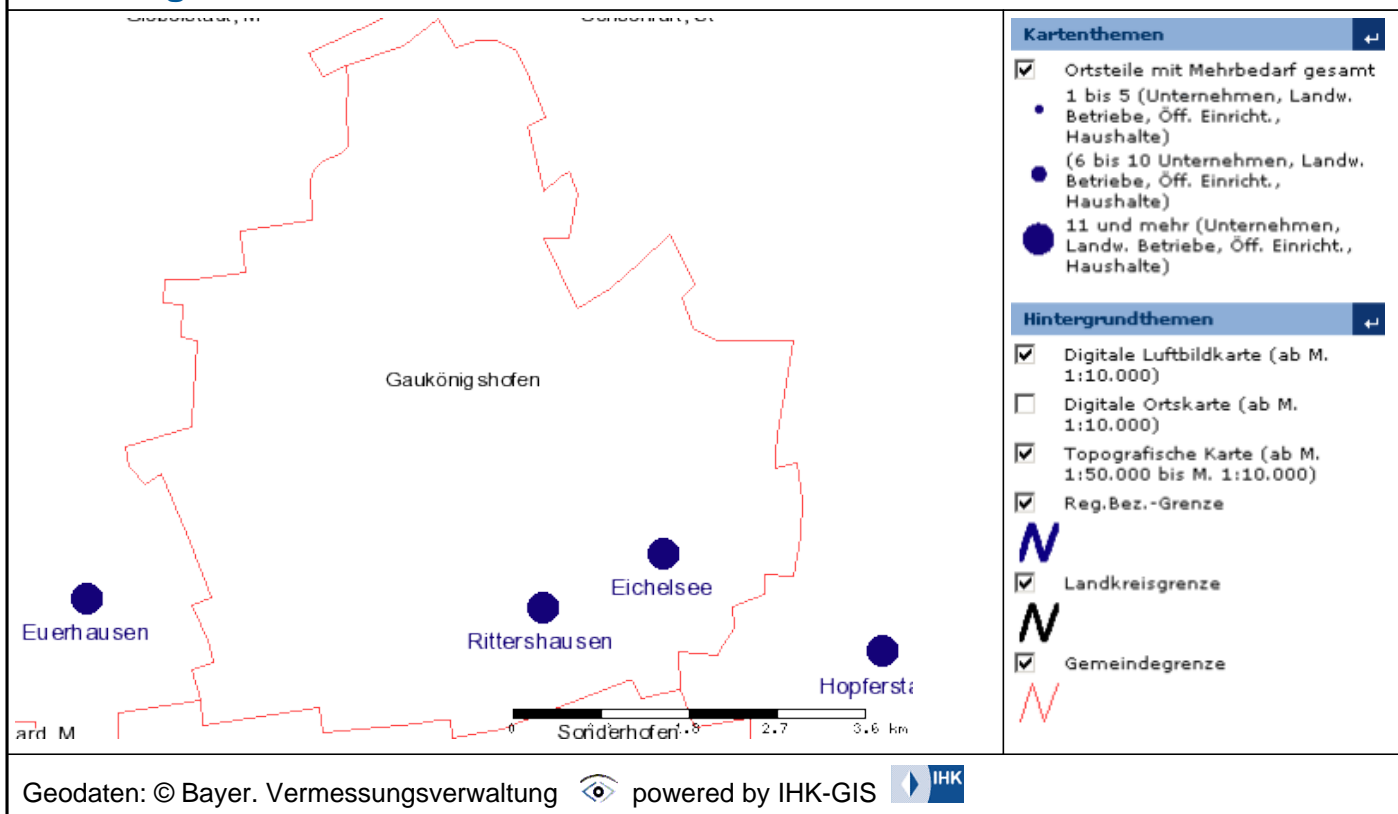 Gaukönigshofen
Eichelsee
Euerhausen
Rittershausen
Hopfersta
ard M
0 2.7 3.6 km
Sonderhofen
Kartenthemen
Ortsteile mit Mehrbedarf gesamt
1 bis 5 (Unternehmen, Landw.
Betriebe, Öff. Einricht.,
Haushalte)
(6 bis 10 Unternehmen, Landw.
Betriebe, Öff. Einricht.,
Haushalte)
11 und mehr (Unternehmen,
Landw. Betriebe, Öff. Einricht.,
Haushalte)
Hintergrundthemen
Digitale Luftbildkarte (ab M.
1:10.000)
Digitale Ortskarte (ab M.
1:10.000)
Topografische Karte (ab M.
1:50.000 bis M. 1:10.000)
Reg.Bez.-Grenze
Landkreisgrenze
Gemeindegrenze
Geodaten: © Bayer. Vermessungsverwaltung powered by IHK-GIS IHK